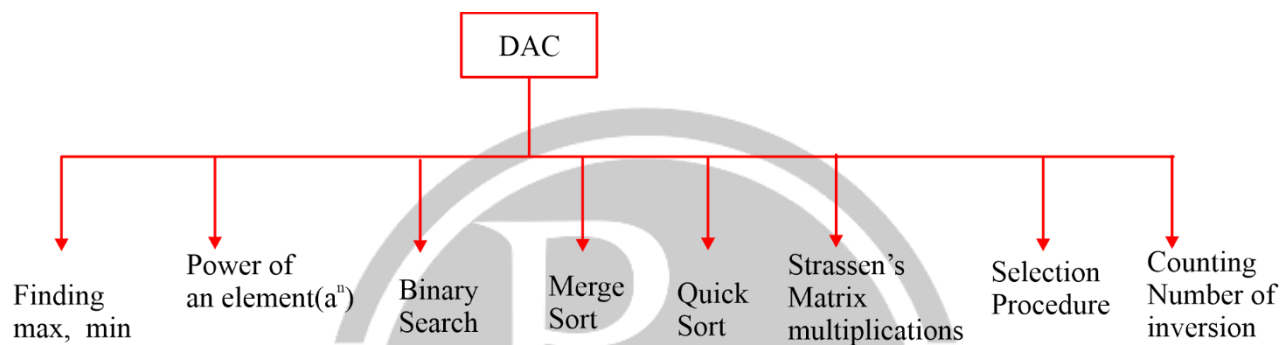 DAC
Finding
max, min
Power of
an element(aⁿ)
Binary
Search
Merge
Sort
Quick
Sort
Strassen's
Matrix
multiplications
Selection
Procedure
Counting
Number of
inversion